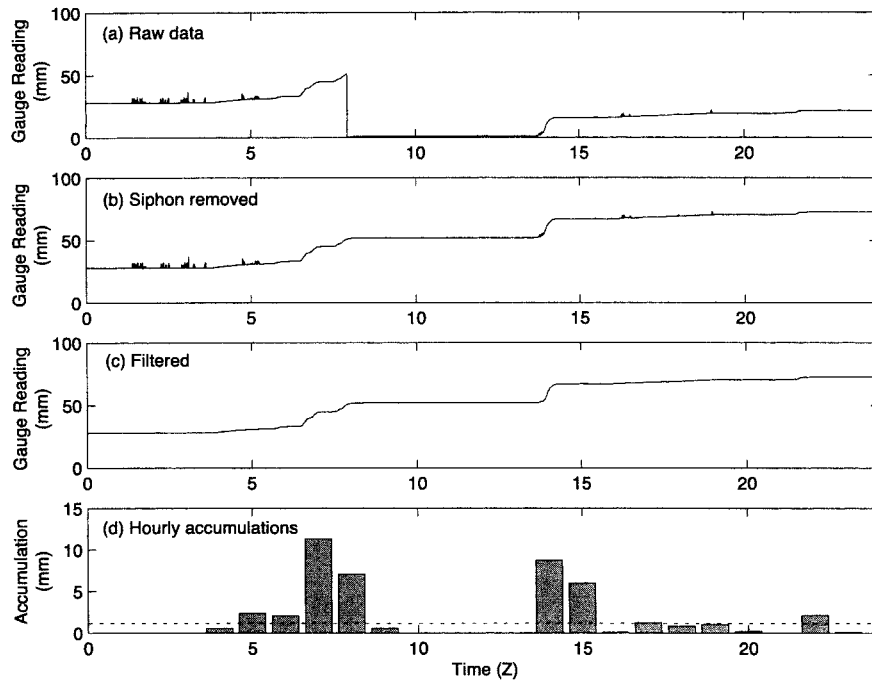 100
(a) Raw data
Gauge Reading
(mm)
50
0
0 5 10 15 20
100
(b) Siphon removed
Gauge Reading
(mm)
50
0
0 5 10 15 20
100
(c) Filtered
Gauge Reading
(mm)
50
0
0 5 10 15 20
15
(d) Hourly accumulations
Accumulation
(mm)
10
5
0
0 5 10 15 20
Time (Z)